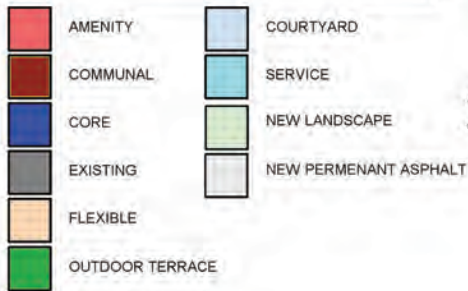 AMENITY
COMMUNAL
CORE
EXISTING
FLEXIBLE
OUTDOOR TERRACE
COURTYARD
SERVICE
NEW LANDSCAPE
NEW PERMENANT ASPHALT